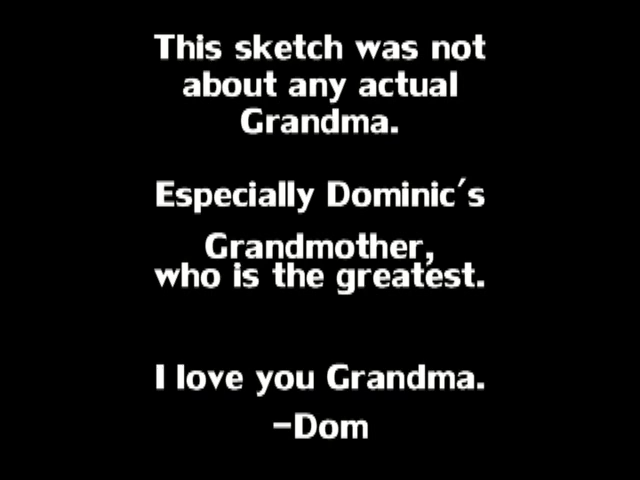 This sketch was not
about any actual
Grandma.
Especially Dominic's
Grandmother,
who is the greatest.
I love you Grandma.
-Dom